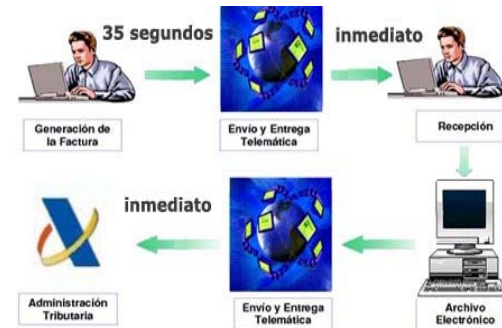 35 segundos
inmediato
Generación de
la Factura
Envío y Entrega
Telemática
Recepción
inmediato
Administración
Tributaria
Envío y Entrega
Telemática
Archivo
Electrónico